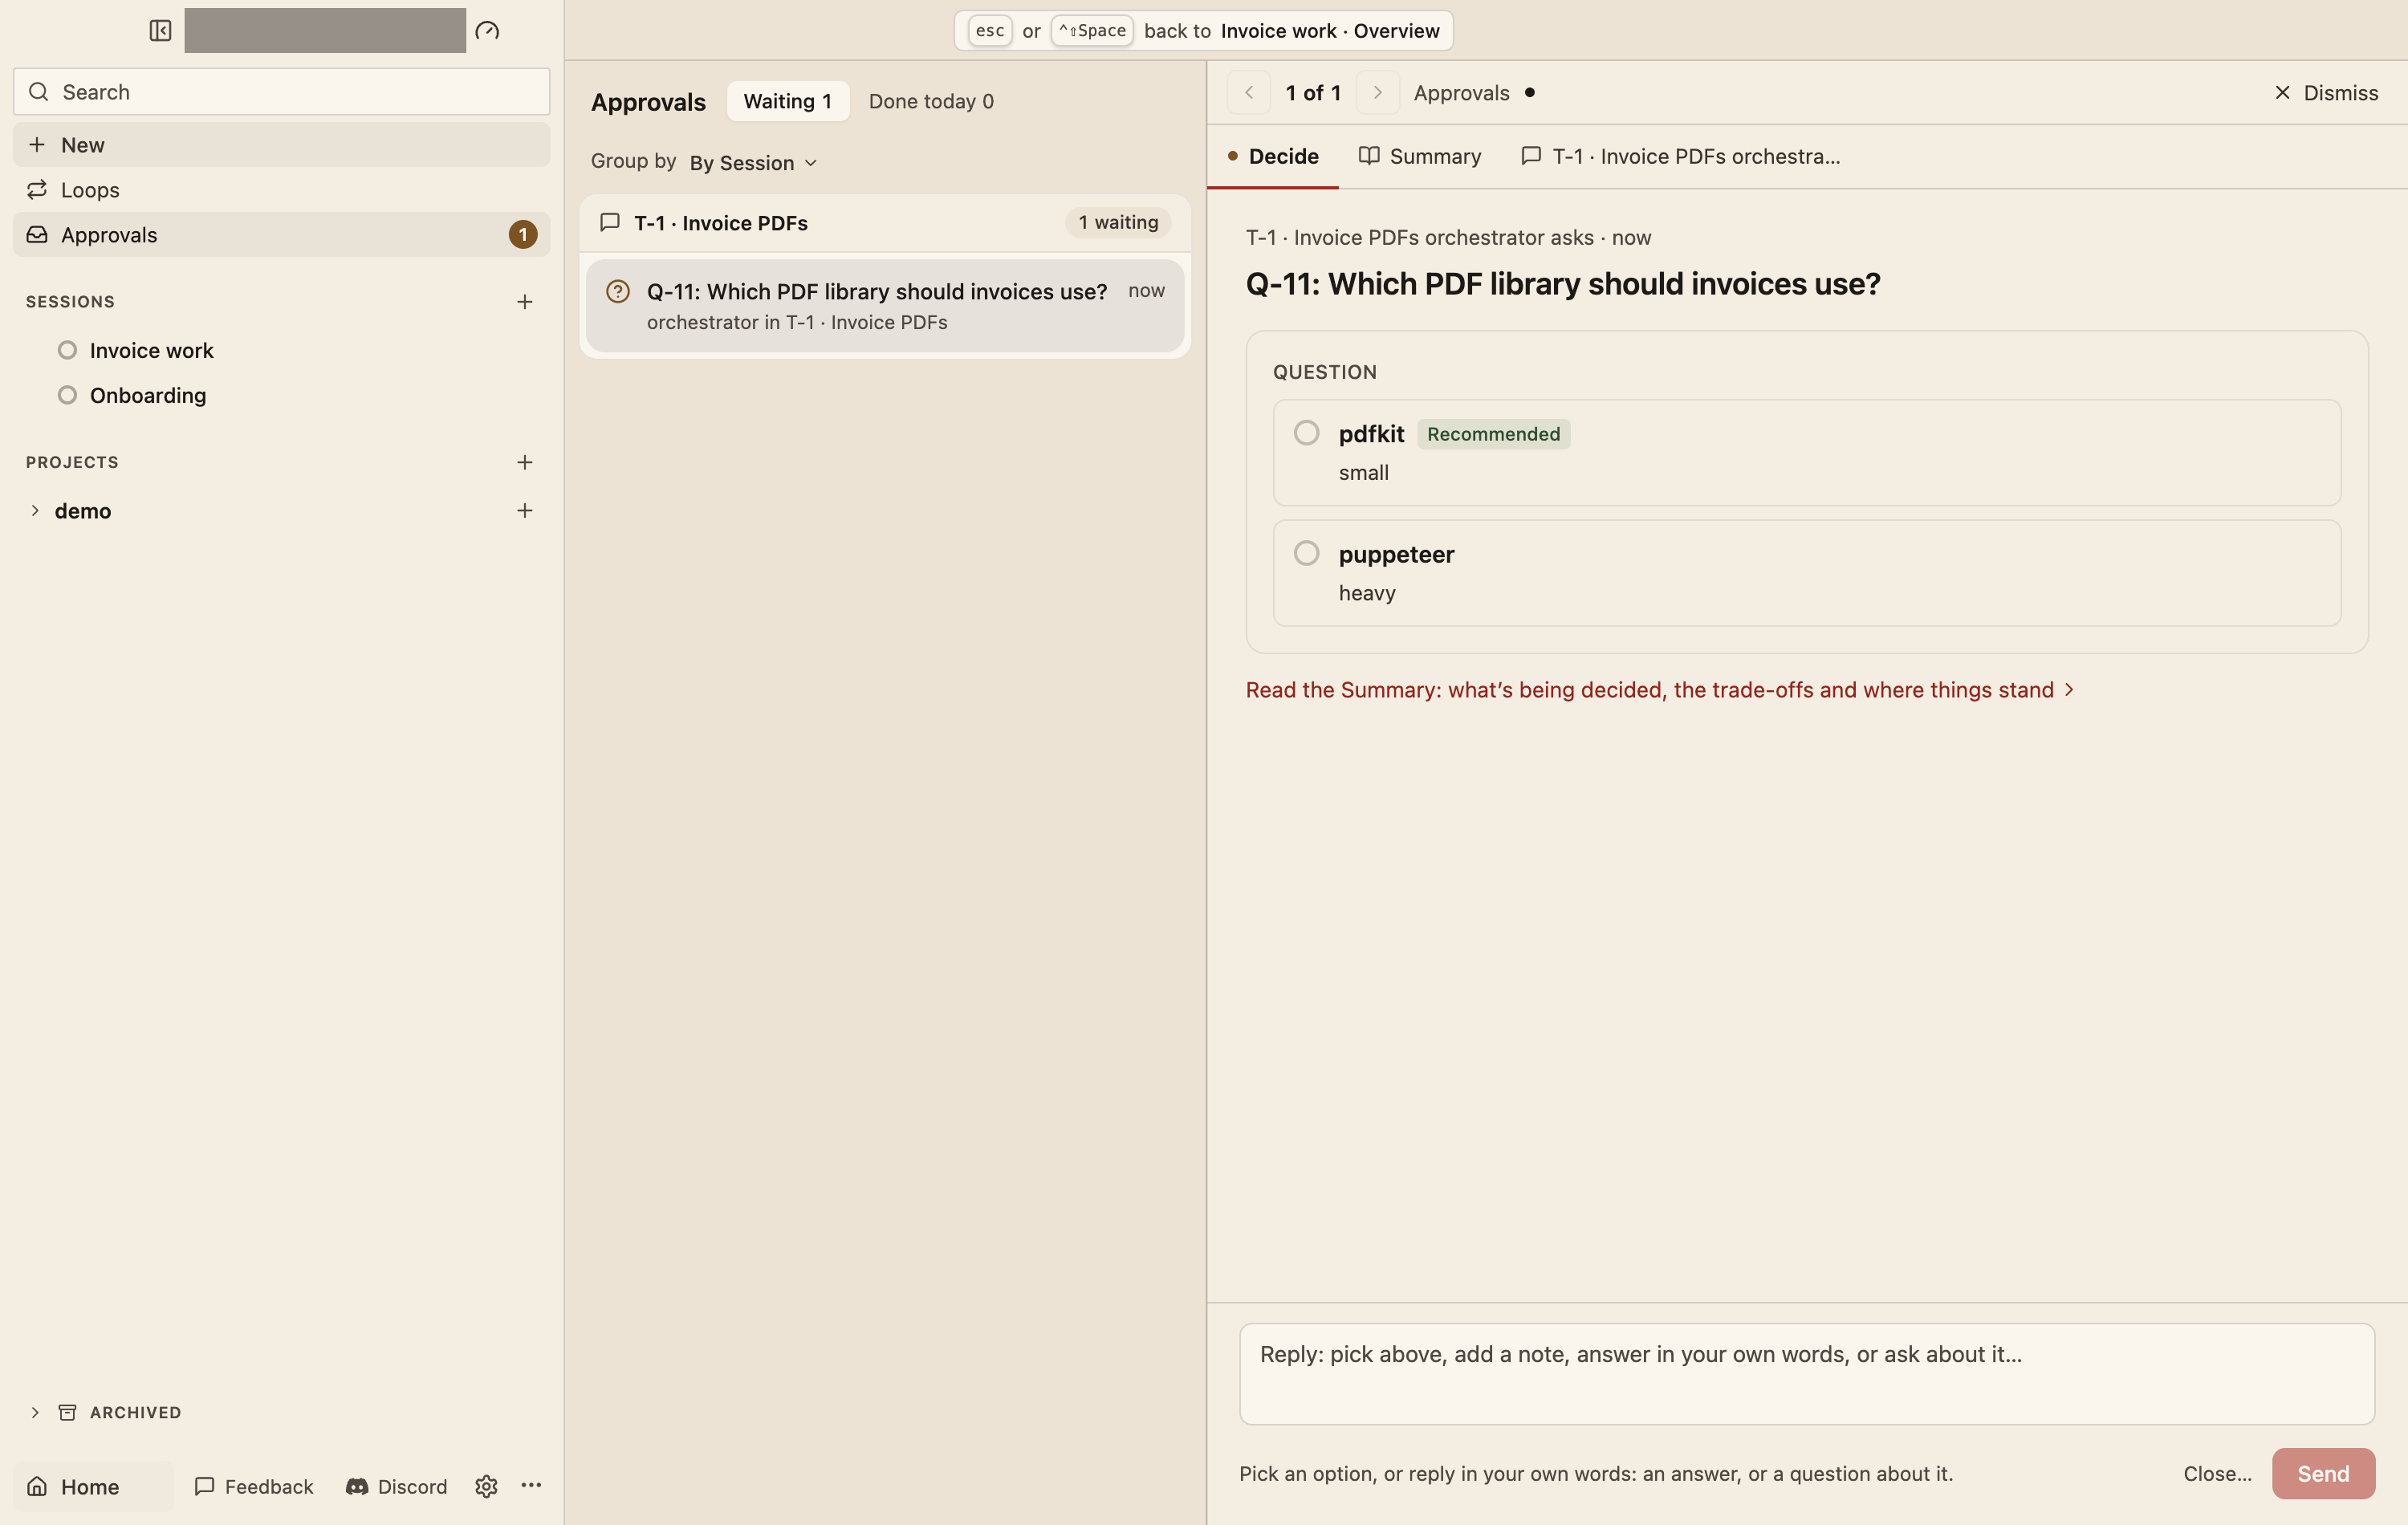 esc or ^⇧Space back to Invoice work · Overview
Search
New
Loops
Approvals 1
SESSIONS
Invoice work
Onboarding
PROJECTS
demo
ARCHIVED
Home Feedback Discord
Approvals Waiting 1 Done today 0
Group by By Session
T-1 · Invoice PDFs 1 waiting
Q-11: Which PDF library should invoices use? now
orchestrator in T-1 · Invoice PDFs
1 of 1 Approvals Dismiss
Decide Summary T-1 · Invoice PDFs orchestra...
T-1 · Invoice PDFs orchestrator asks · now
Q-11: Which PDF library should invoices use?
QUESTION
pdfkit Recommended
small
puppeteer
heavy
Read the Summary: what’s being decided, the trade-offs and where things stand
Reply: pick above, add a note, answer in your own words, or ask about it...
Pick an option, or reply in your own words: an answer, or a question about it. Close... Send